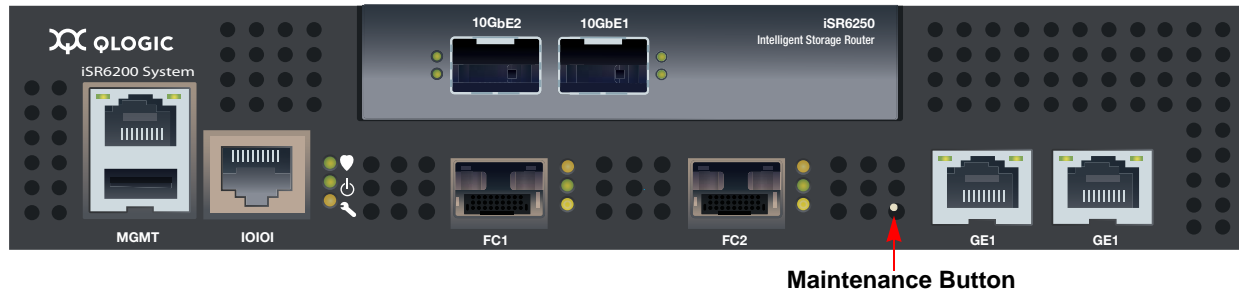 10GbE2 10GbE1 iSR6250
Intelligent Storage Router
QLOGIC
iSR6200 System
MGMT IOIOI FC1 FC2 GE1 GE1
Maintenance Button